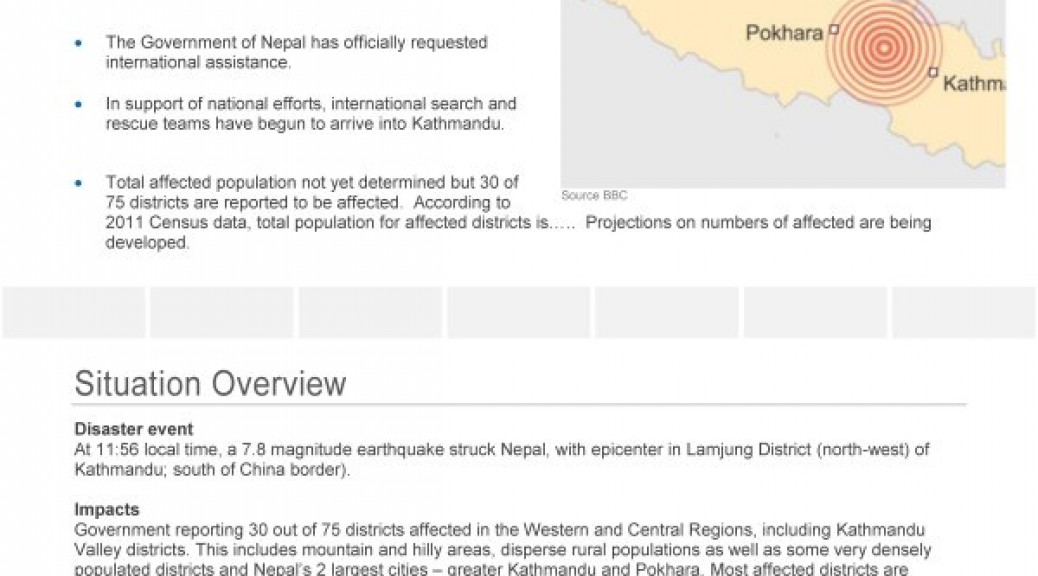 Pokhara
Kathm
• The Government of Nepal has officially requested
international assistance.
• In support of national efforts, international search and
rescue teams have begun to arrive into Kathmandu.
• Total affected population not yet determined but 30 of
75 districts are reported to be affected. According to
Source BBC
2011 Census data, total population for affected districts is….. Projections on numbers of affected are being
developed.
Situation Overview
Disaster event
At 11:56 local time, a 7.8 magnitude earthquake struck Nepal, with epicenter in Lamjung District (north-west) of
Kathmandu; south of China border).
Impacts
Government reporting 30 out of 75 districts affected in the Western and Central Regions, including Kathmandu
Valley districts. This includes mountain and hilly areas, disperse rural populations as well as some very densely
populated districts and Nepal's 2 largest cities – greater Kathmandu and Pokhara. Most affected districts are